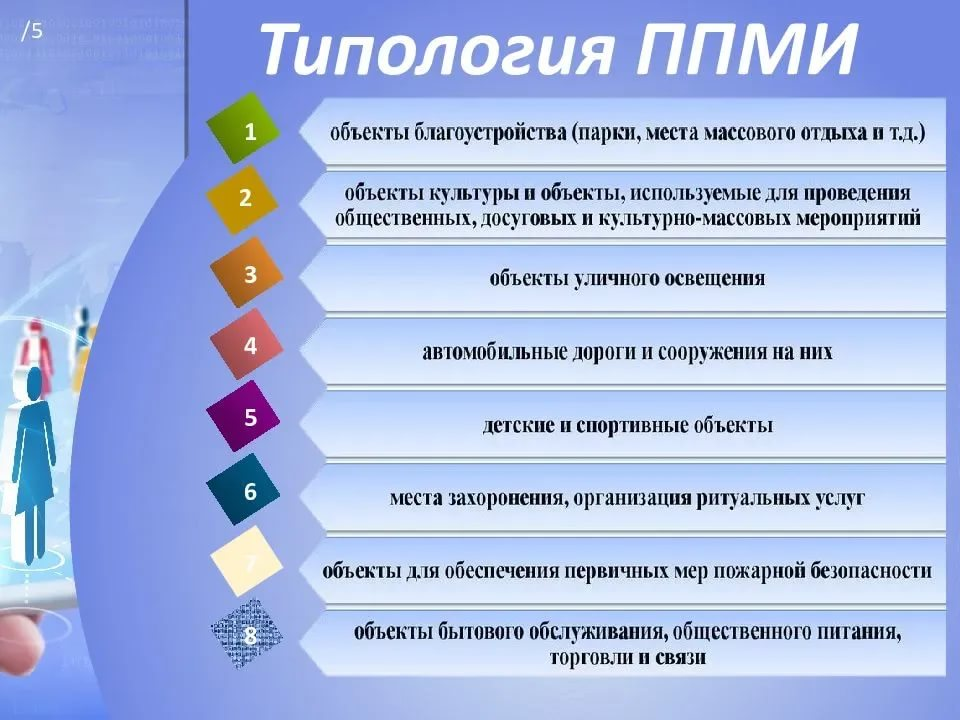 /5
Типология ППМИ
1
объекты благоустройства (парки, места массового отдыха и т.д.)
2
объекты культуры и объекты, используемые для проведения
общественных, досуговых и культурно-массовых мероприятий
3
объекты уличного освещения
4
автомобильные дороги и сооружения на них
5
детские и спортивные объекты
6
места захоронения, организация ритуальных услуг
7
объекты для обеспечения первичных мер пожарной безопасности
8
объекты бытового обслуживания, общественного питания,
торговли и связи